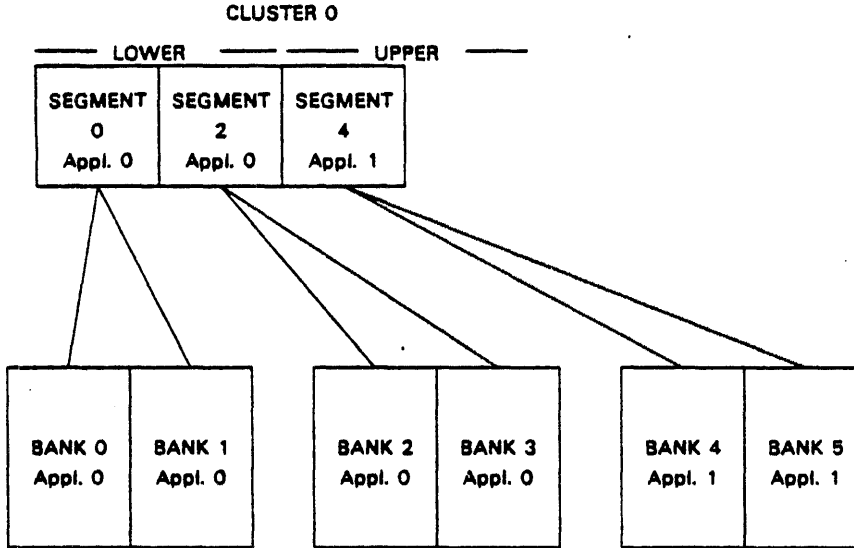 CLUSTER 0
LOWER UPPER
SEGMENT SEGMENT SEGMENT
0 2 4
Appl. 0 Appl. 0 Appl. 1
BANK 0 BANK 1 BANK 2 BANK 3 BANK 4 BANK 5
Appl. 0 Appl. 0 Appl. 0 Appl. 0 Appl. 1 Appl. 1